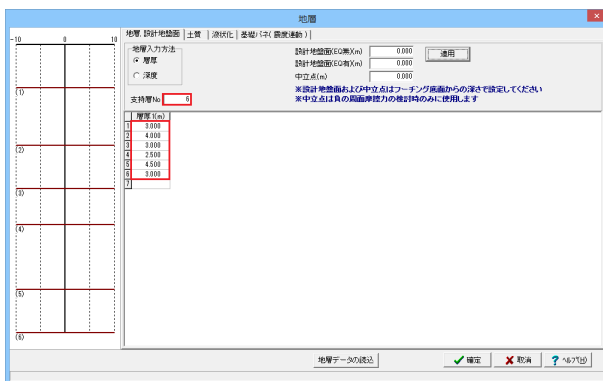 地層
地層, 設計地盤面 | 土質 | 液状化 | 基礎バネ(震度連動) |
-10 0 10
地層入力方法
層厚
深度
支持層No 6
設計地盤面(EQ無)(m) 0.000 適用
設計地盤面(EQ有)(m) 0.000
中立点(m) 0.000
※設計地盤面および中立点はフーチング底面からの深さで設定してください
※中立点は負の周面摩擦力の検討時のみに使用します
層厚 1(m)
1 3.000
2 4.000
3 3.000
4 2.500
5 4.500
6 3.000
7
(1)
(2)
(3)
(4)
(5)
(6)
地層データの読込
確定
取消
ヘルプ(H)